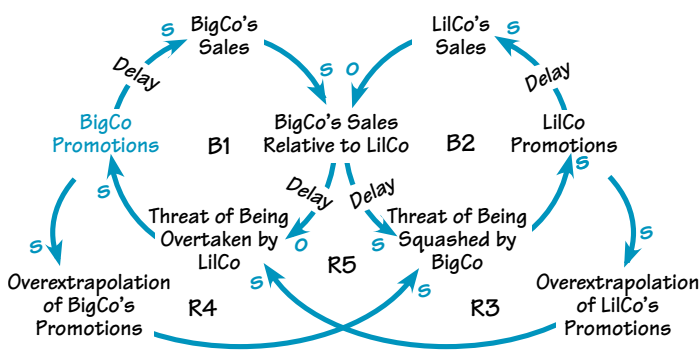 BigCo's
Sales
LilCo's
Sales
S
S
Delay
S
O
Delay
BigCo
Promotions
B1
BigCo's Sales
Relative to LilCo
B2
LilCo
Promotions
S
S
Delay
Delay
Threat of Being
Overtaken by
LilCo
Threat of Being
Squashed by
BigCo
S
O
S
S
R5
S
S
Overextrapolation
of BigCo's
Promotions
R4
R3
Overextrapolation
of LilCo's
Promotions